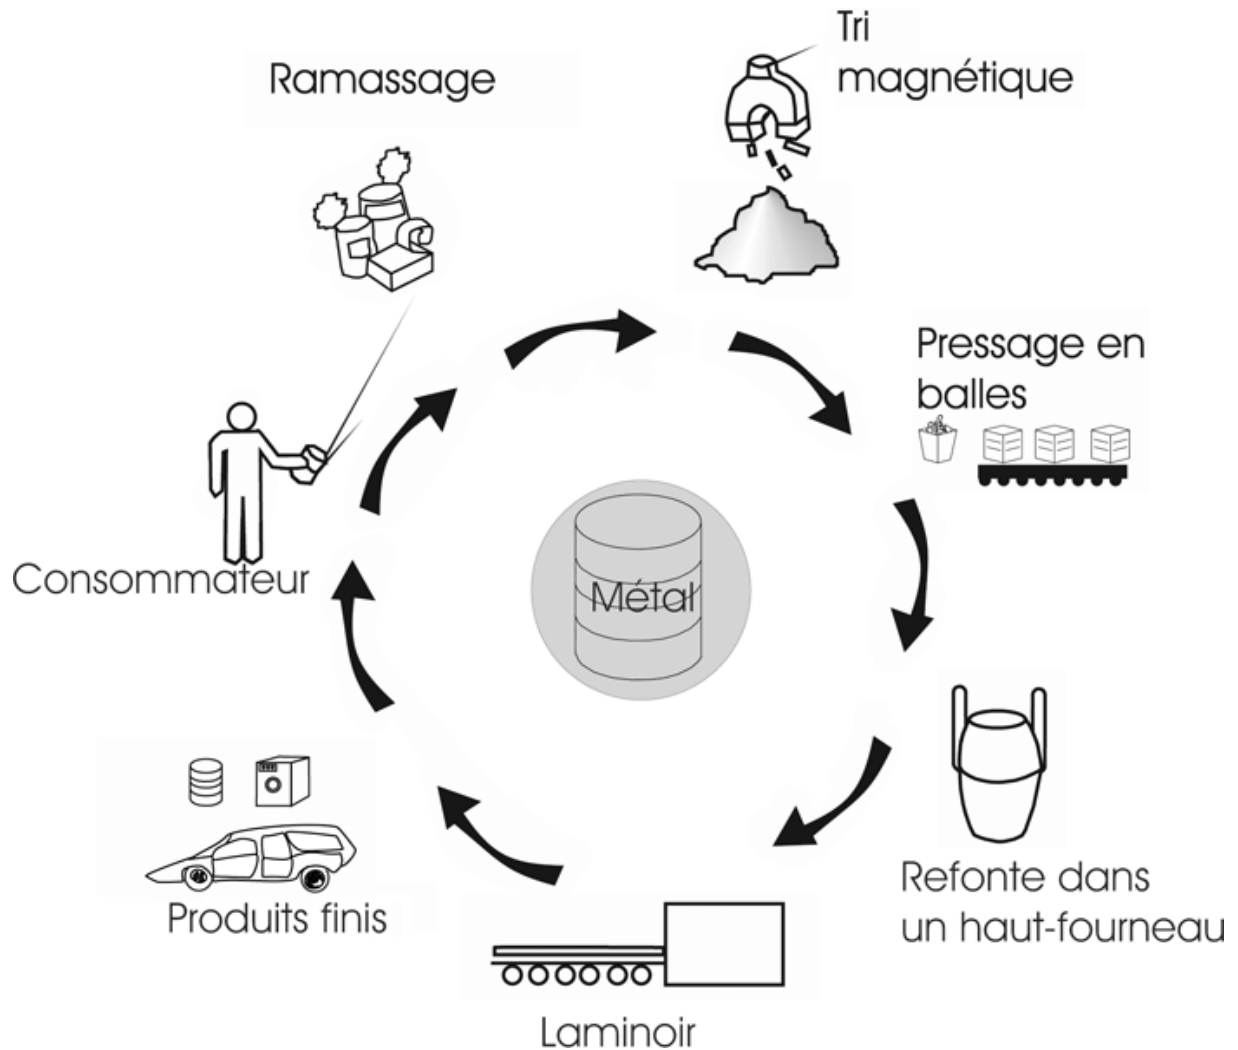 Ramassage
Tri
magnétique
Pressage en
balles
Refonte dans
un haut-fourneau
Laminoir
Produits finis
Consommateur
Métal